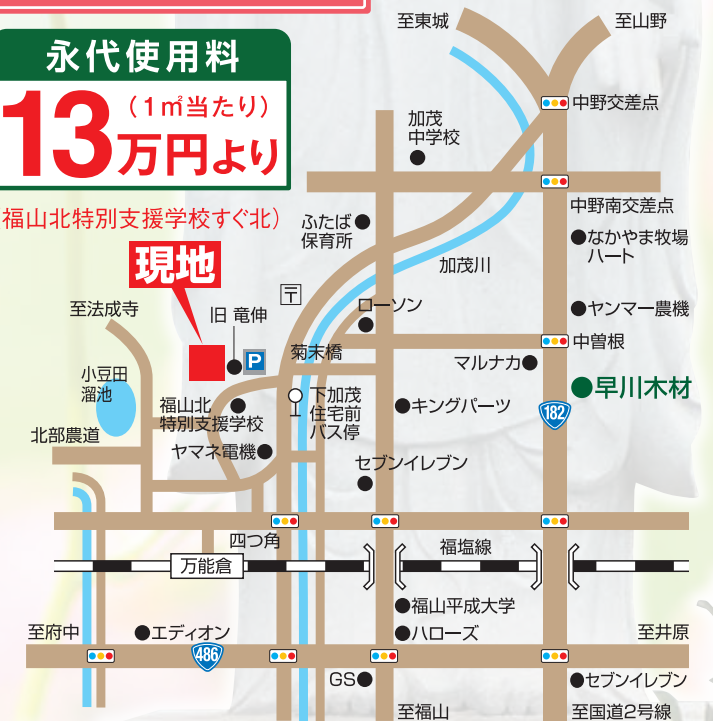 永代使用料
13万円より
(1㎡当たり)
福山北特別支援学校すぐ北)
現地
至東城
至山野
中野交差点
加茂
中学校
中野南交差点
ふたば
保育所
なかやま牧場
ハート
加茂川
〒
ローソン
ヤンマー農機
至法成寺
旧 竜伸
P
菊末橋
中曽根
マルナカ
小豆田
溜池
早川木材
下加茂
住宅前
バス停
キングパーツ
182
福山北
特別支援学校
北部農道
ヤマネ電機
セブンイレブン
四つ角
福塩線
万能倉
福山平成大学
至府中
エディオン
ハローズ
至井原
486
GS
セブンイレブン
至福山
至国道2号線